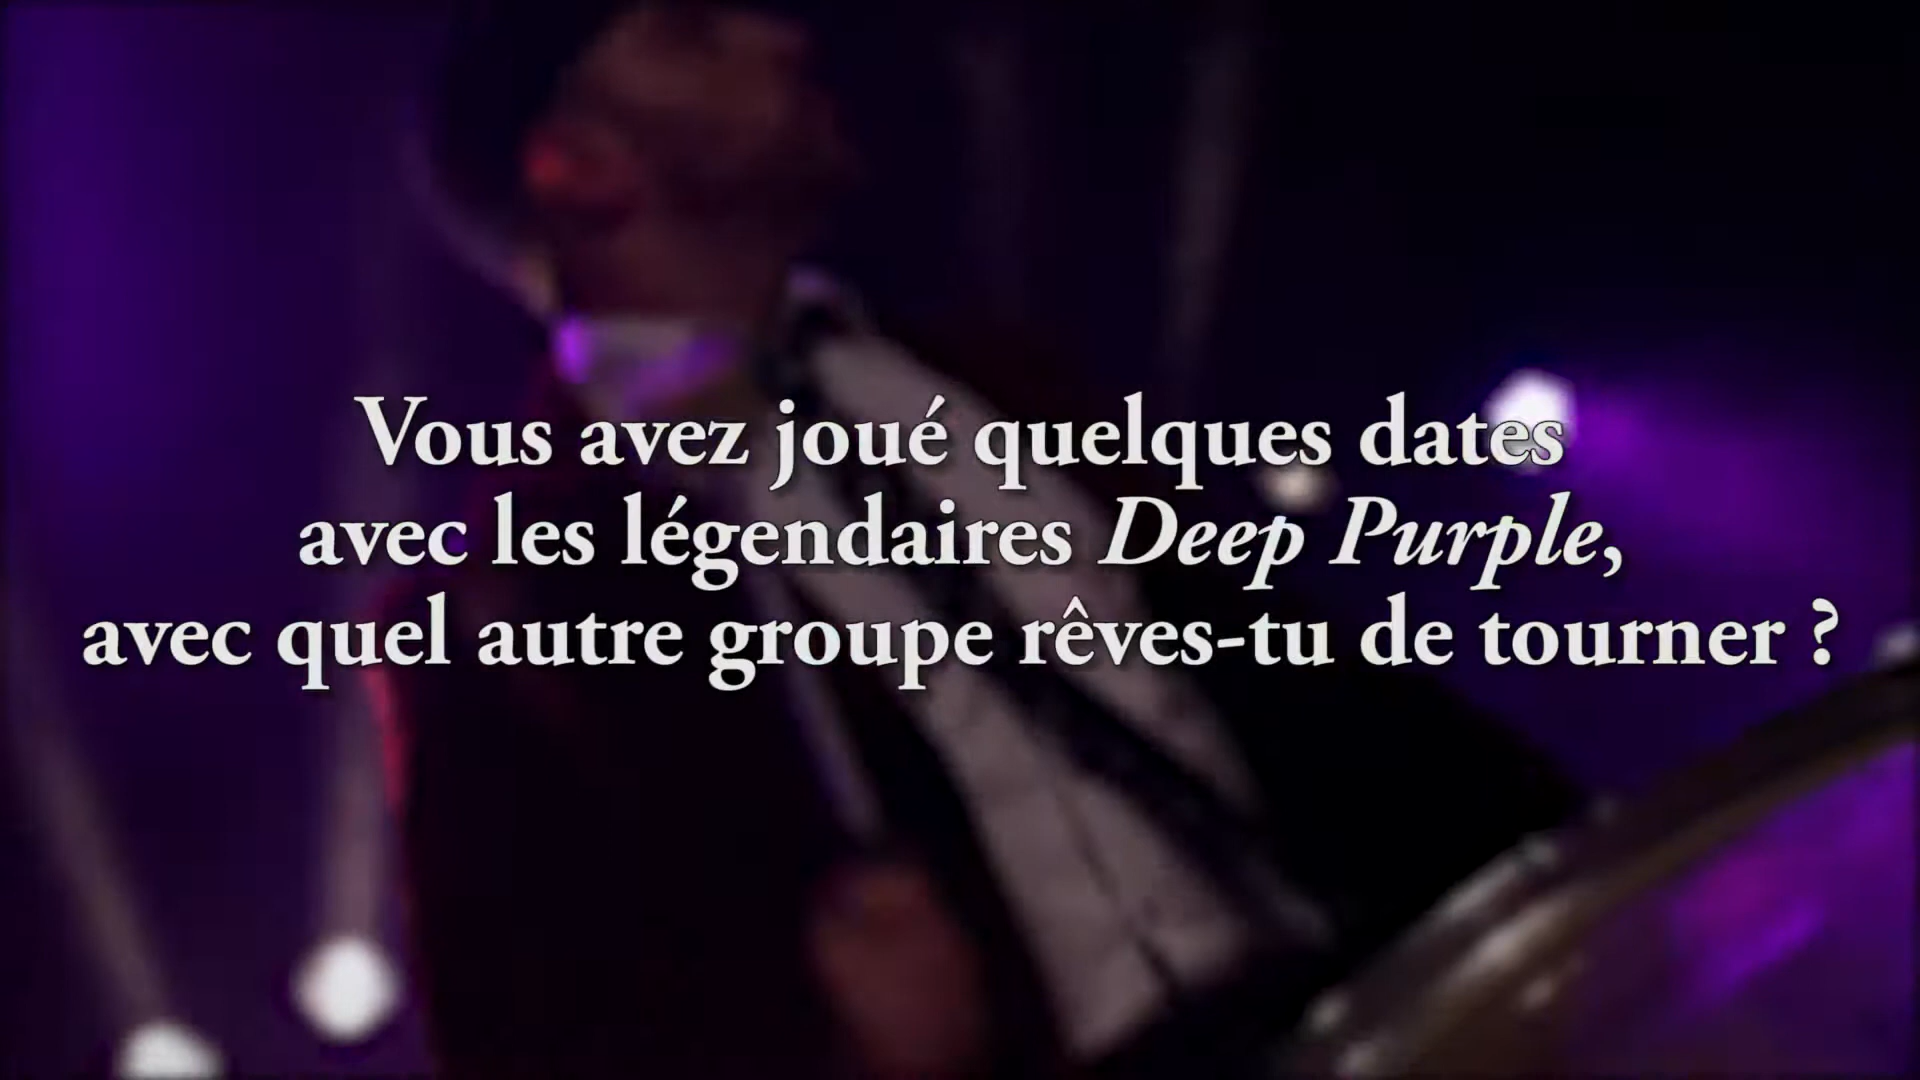 Vous avez joué quelques dates
avec les légendaires Deep Purple,
avec quel autre groupe rêves-tu de tourner ?